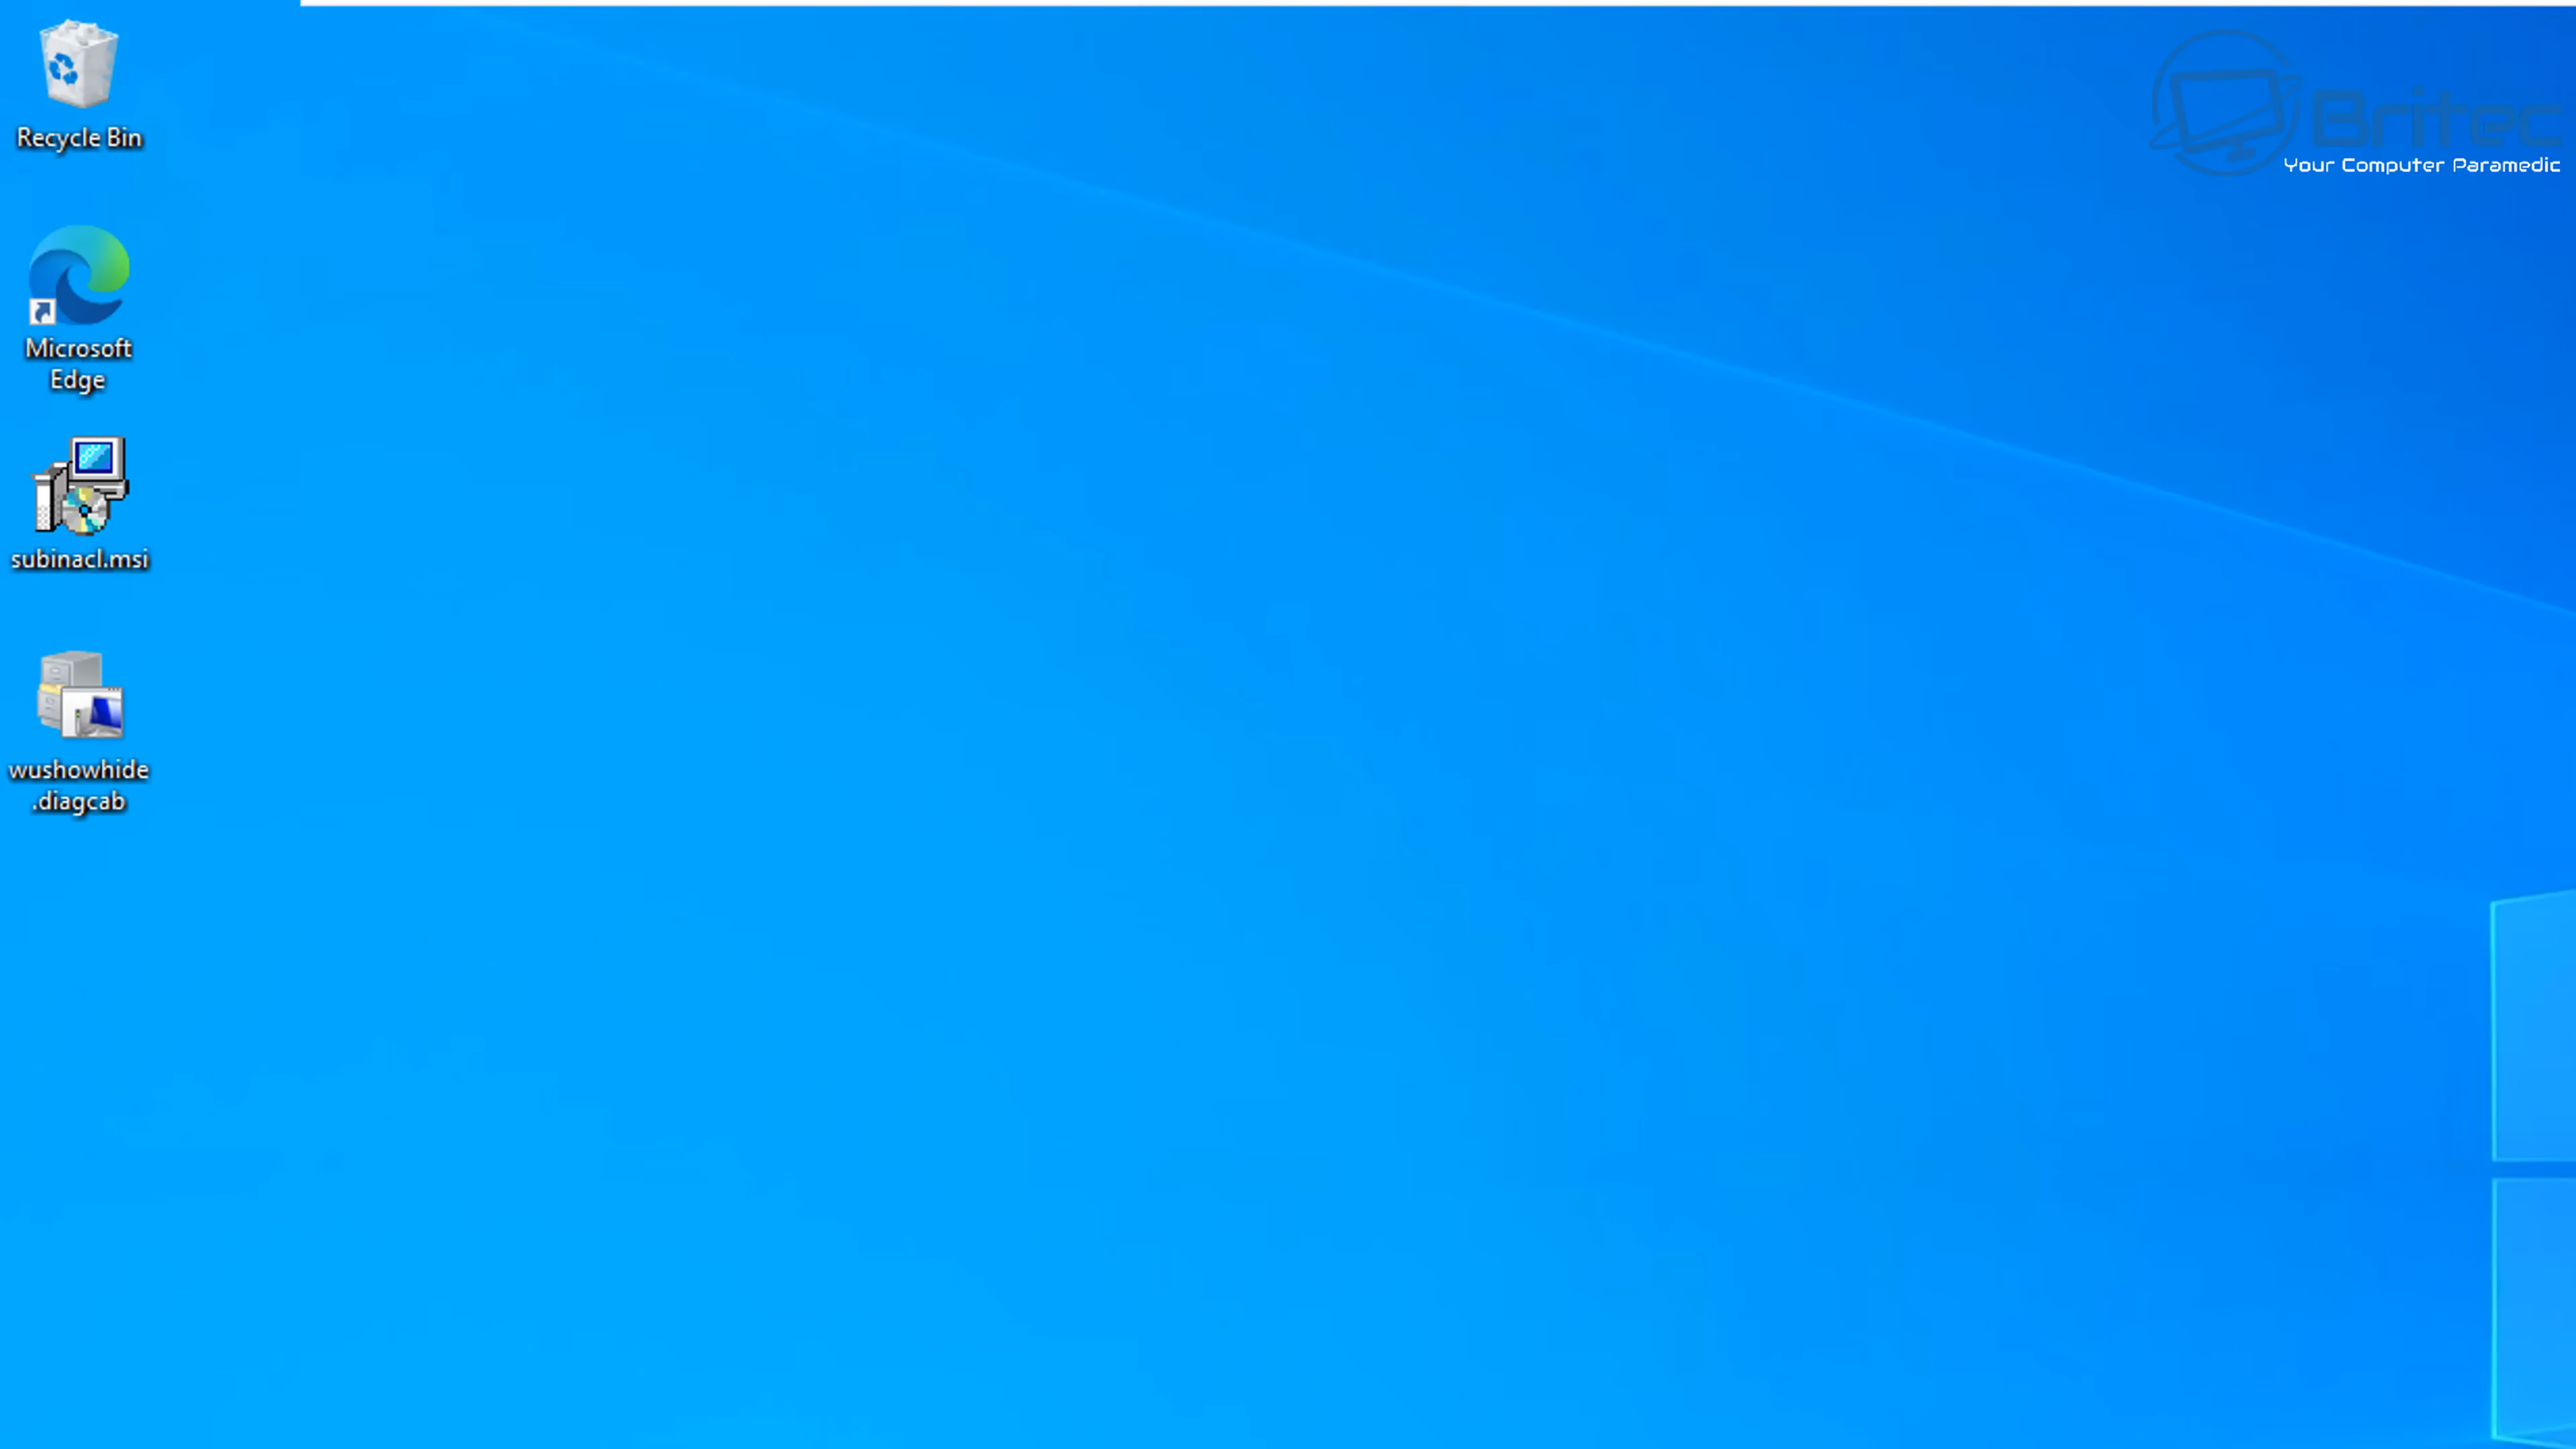 Recycle Bin
Microsoft
Edge
subinacl.msi
wushowhide
.diagcab
Britec
Your Computer Paramedic